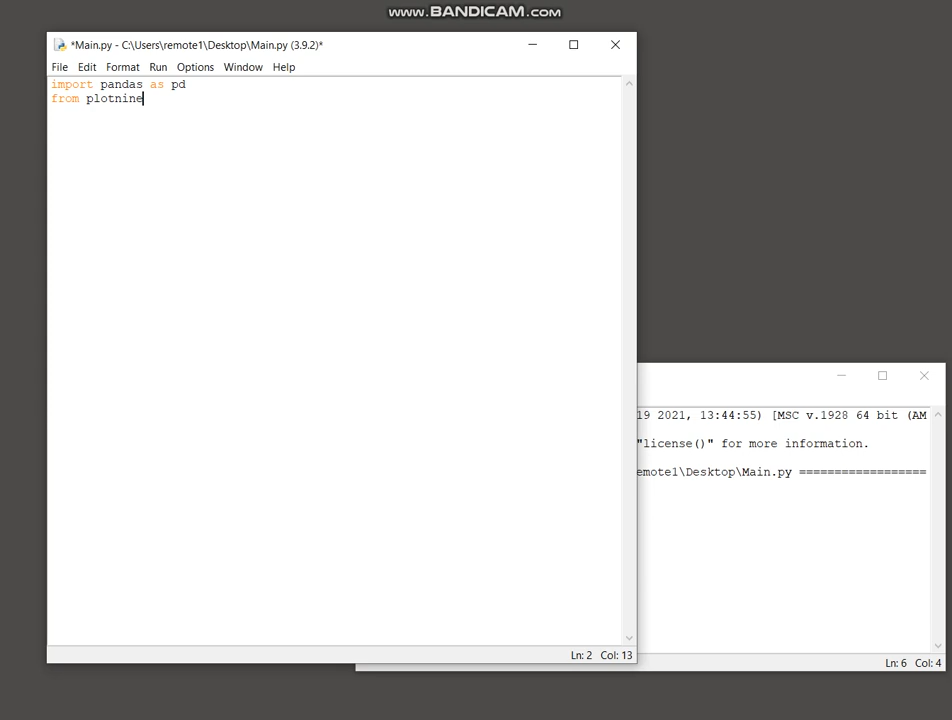 www.BANDICAM.com
*Main.py - C:\Users\remote1\Desktop\Main.py (3.9.2)*
File Edit Format Run Options Window Help
import pandas as pd
from plotnine
19 2021, 13:44:55) [MSC v.1928 64 bit (AM
"license()" for more information.
emote1\Desktop\Main.py ==================
Ln: 2 Col: 13
Ln: 6 Col: 4